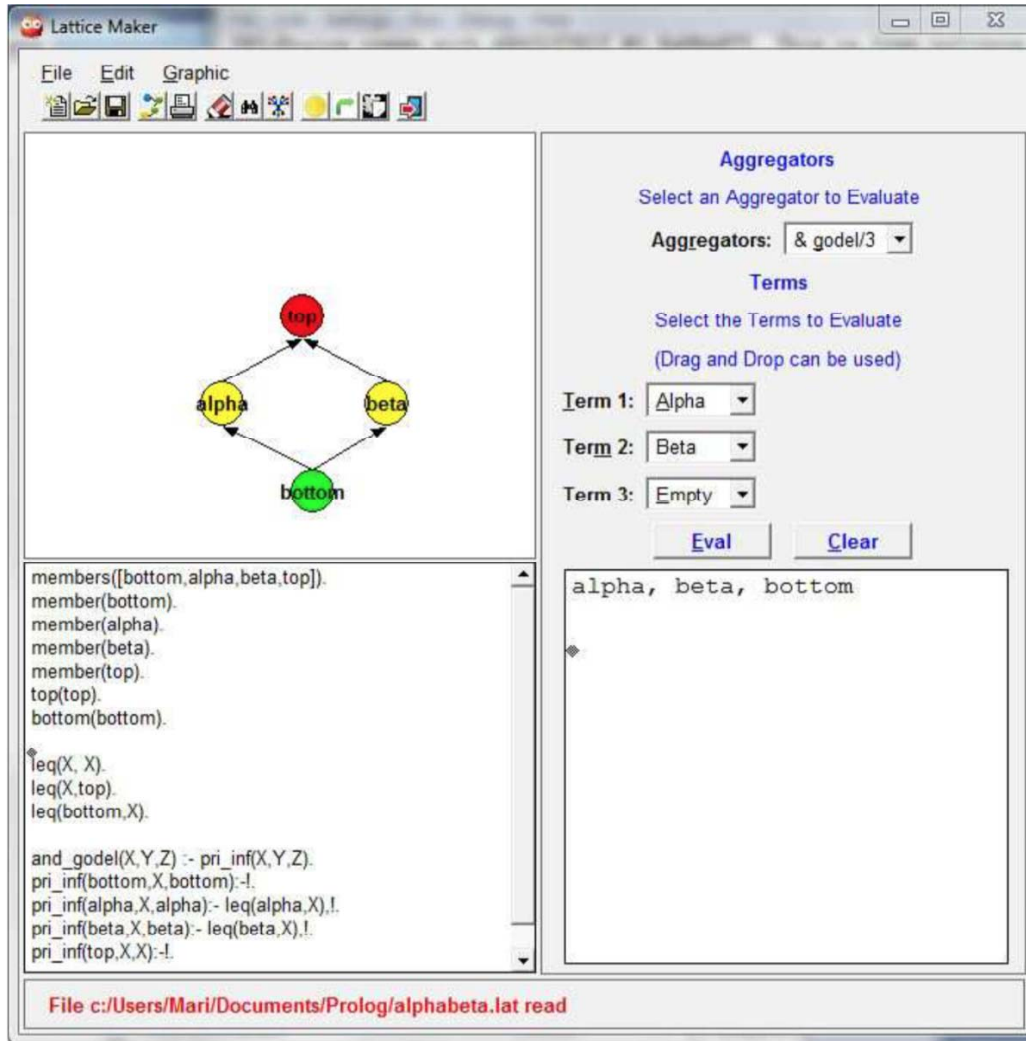 Lattice Maker
File Edit Graphic
top
alpha beta
bottom
members([bottom,alpha,beta,top]).
member(bottom).
member(alpha).
member(beta).
member(top).
top(top).
bottom(bottom).
leq(X, X).
leq(X,top).
leq(bottom,X).
and_godel(X,Y,Z) :- pri_inf(X,Y,Z).
pri_inf(bottom,X,bottom):-!.
pri_inf(alpha,X,alpha):- leq(alpha,X),!.
pri_inf(beta,X,beta):- leq(beta,X),!.
pri_inf(top,X,X):-!.
Aggregators
Select an Aggregator to Evaluate
Aggregators: & godel/3
Terms
Select the Terms to Evaluate
(Drag and Drop can be used)
Term 1: Alpha
Term 2: Beta
Term 3: Empty
Eval Clear
alpha, beta, bottom
File c:/Users/Mari/Documents/Prolog/alphabeta.lat read